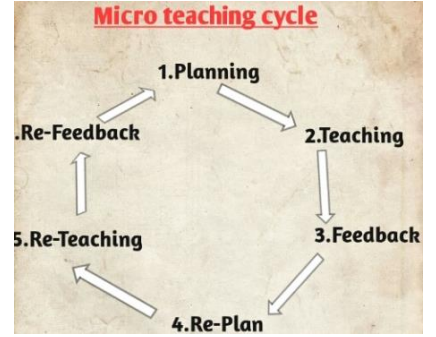 Micro teaching cycle
1.Planning
2.Teaching
3.Feedback
4.Re-Plan
5.Re-Teaching
.Re-Feedback